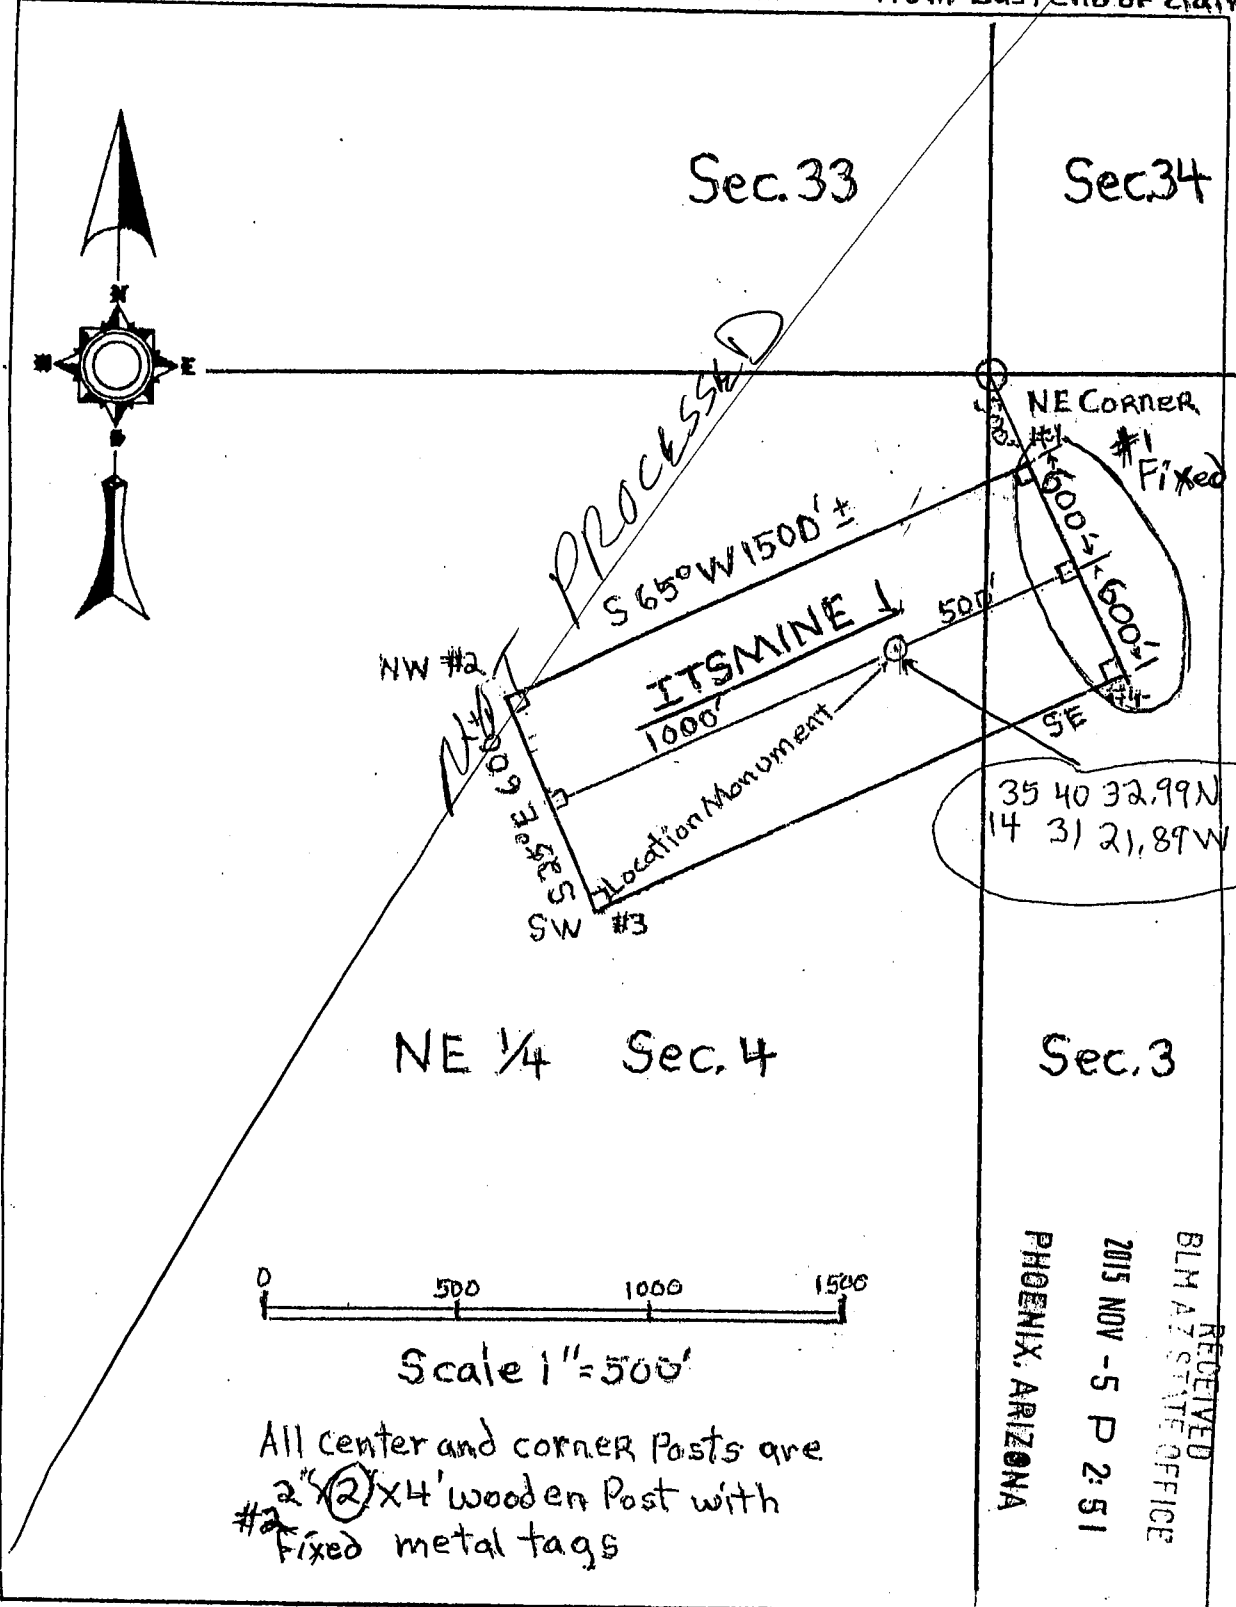 from East end of claim
Sec. 33
Sec. 34
N
W
E
S
NE CORNER
#1
500'
#1
Fixed
600'
600'
S 65° W 1500' ±
PROCESSED
NOT
ITSMINE 1
500'
1000'
Location Monument
NW #2
S 25° E 600' ±
SW #3
#4
SE
35 40 32.99N
14 31 21.89W
NE 1/4 Sec. 4
Sec. 3
0 500 1000 1500
Scale 1"=500'
All center and corner Posts are
2"x2"x4' wooden Post with
#2
Fixed metal tags
RECEIVED
BLM AZ STATE OFFICE
2015 NOV -5 P 2:51
PHOENIX, ARIZONA